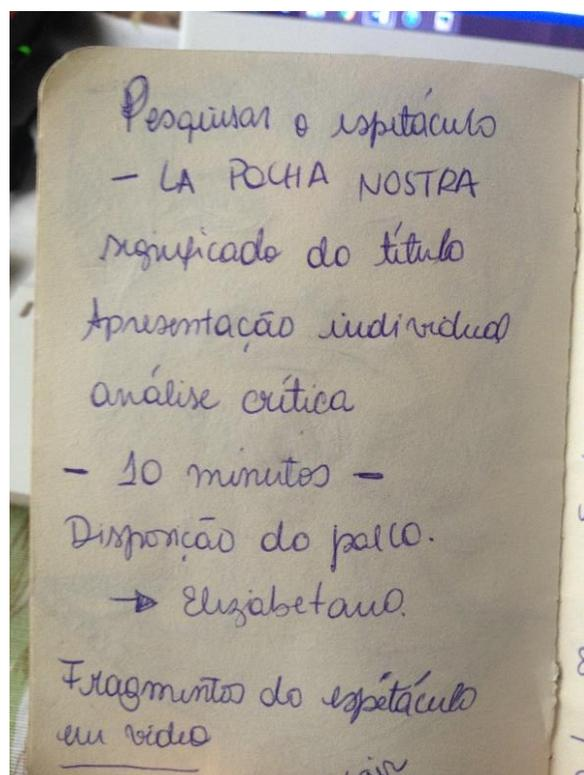 Pesquisar o espetáculo
- LA POCHA NOSTRA
significado do título
Apresentação individual
análise crítica
- 10 minutos -
Disposição do palco.
→ Elizabetano.
Fragmentos do espetáculo
em vídeo